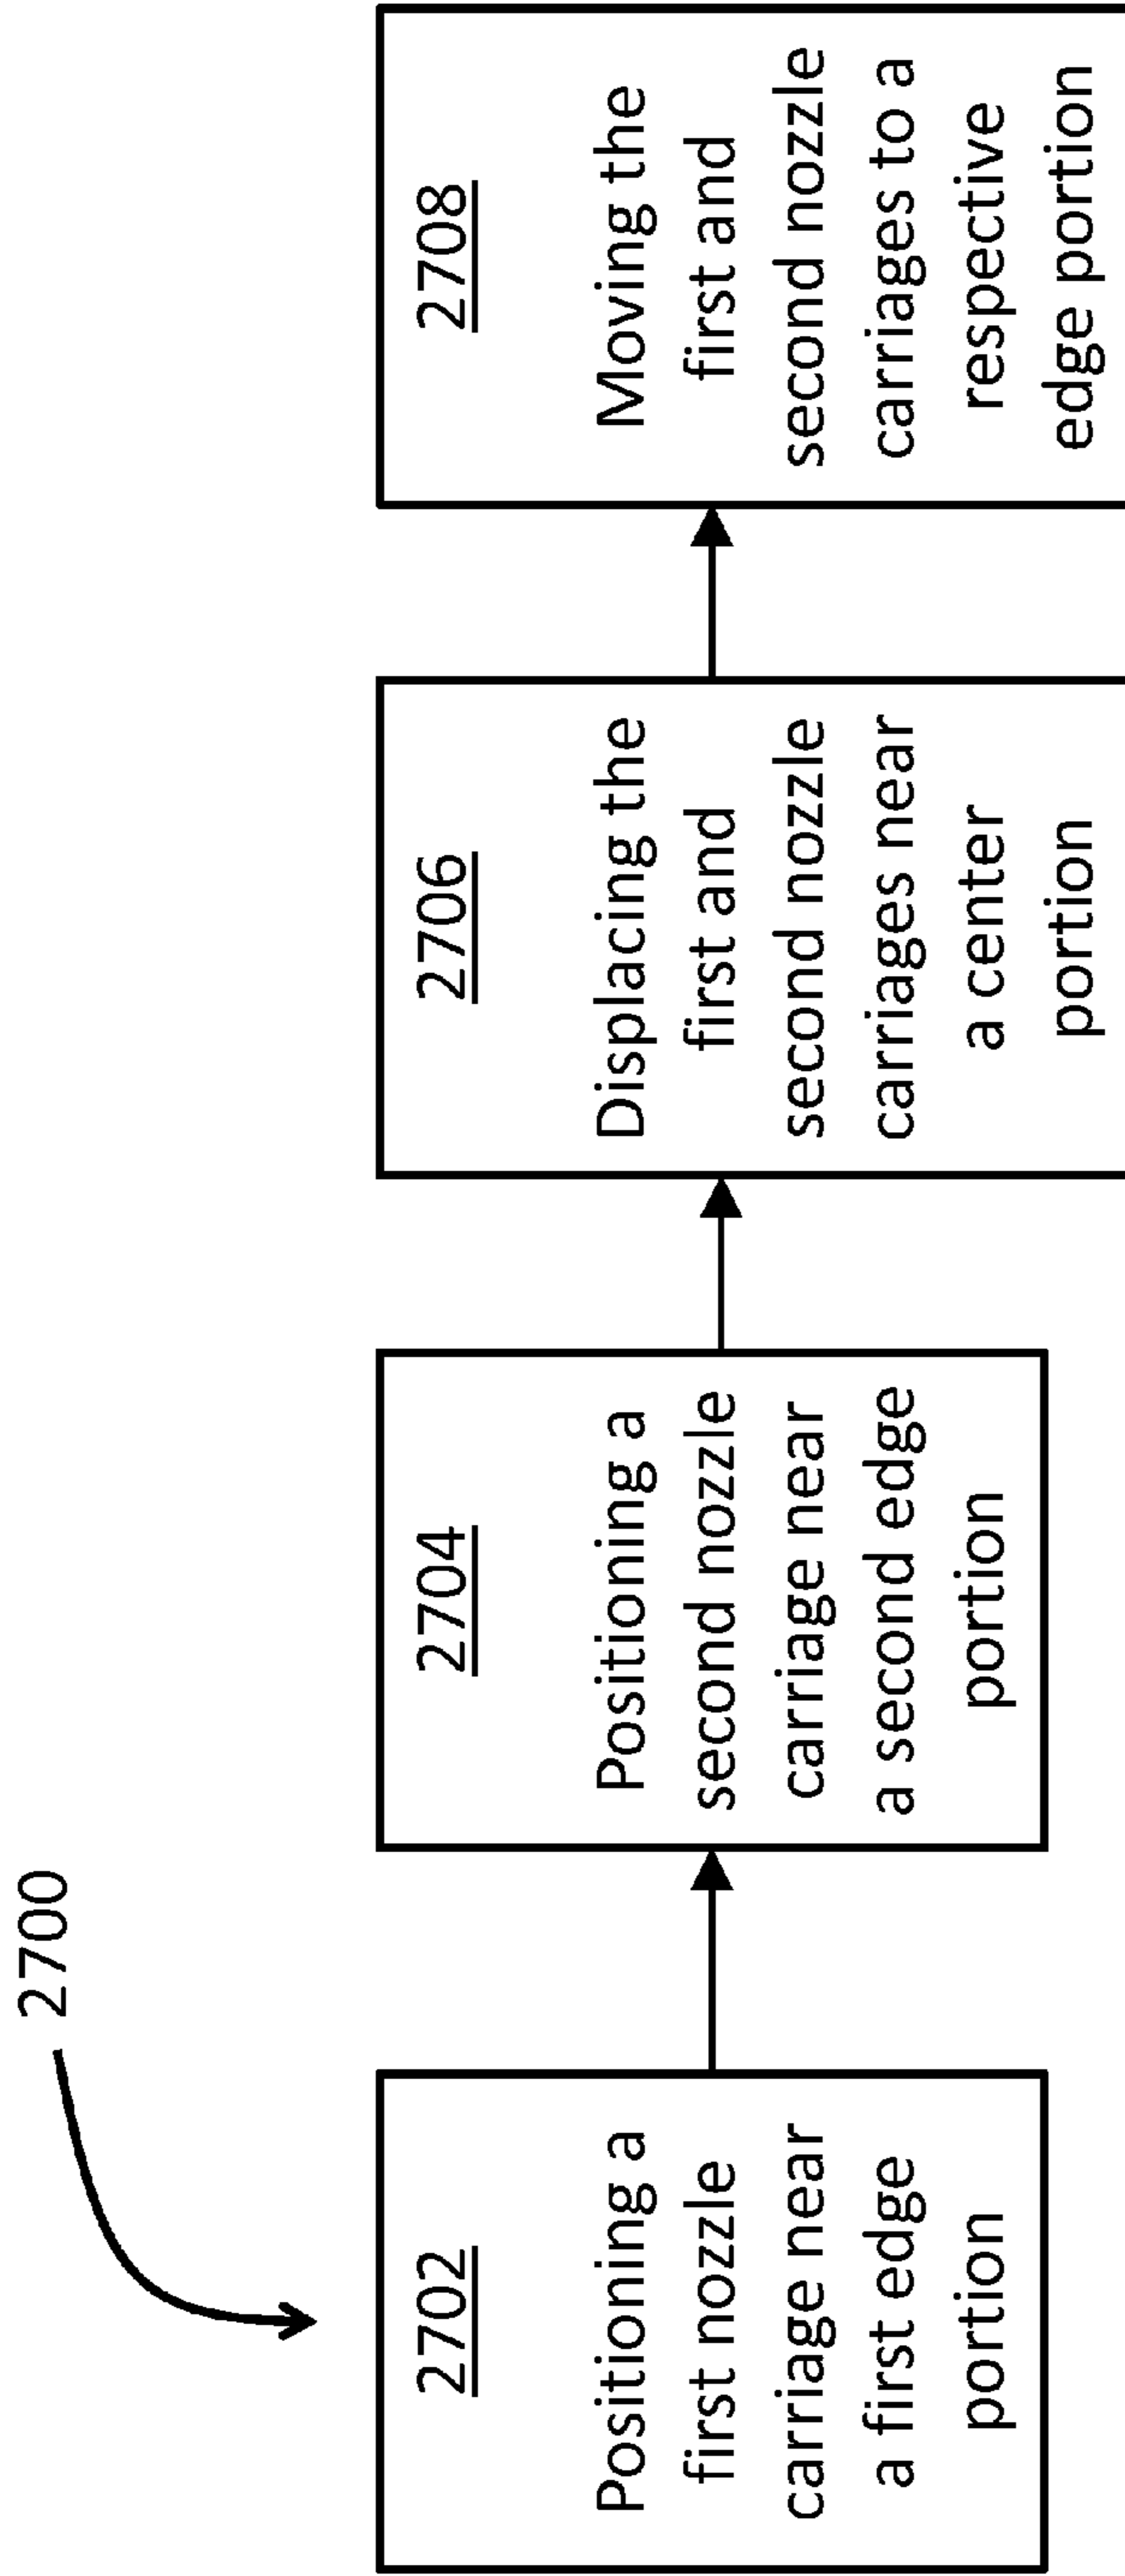 2700
2702
Positioning a
first nozzle
carriage near
a first edge
portion
2704
Positioning a
second nozzle
carriage near
a second edge
portion
2706
Displacing the
first and
second nozzle
carriages near
a center
portion
2708
Moving the
first and
second nozzle
carriages to a
respective
edge portion